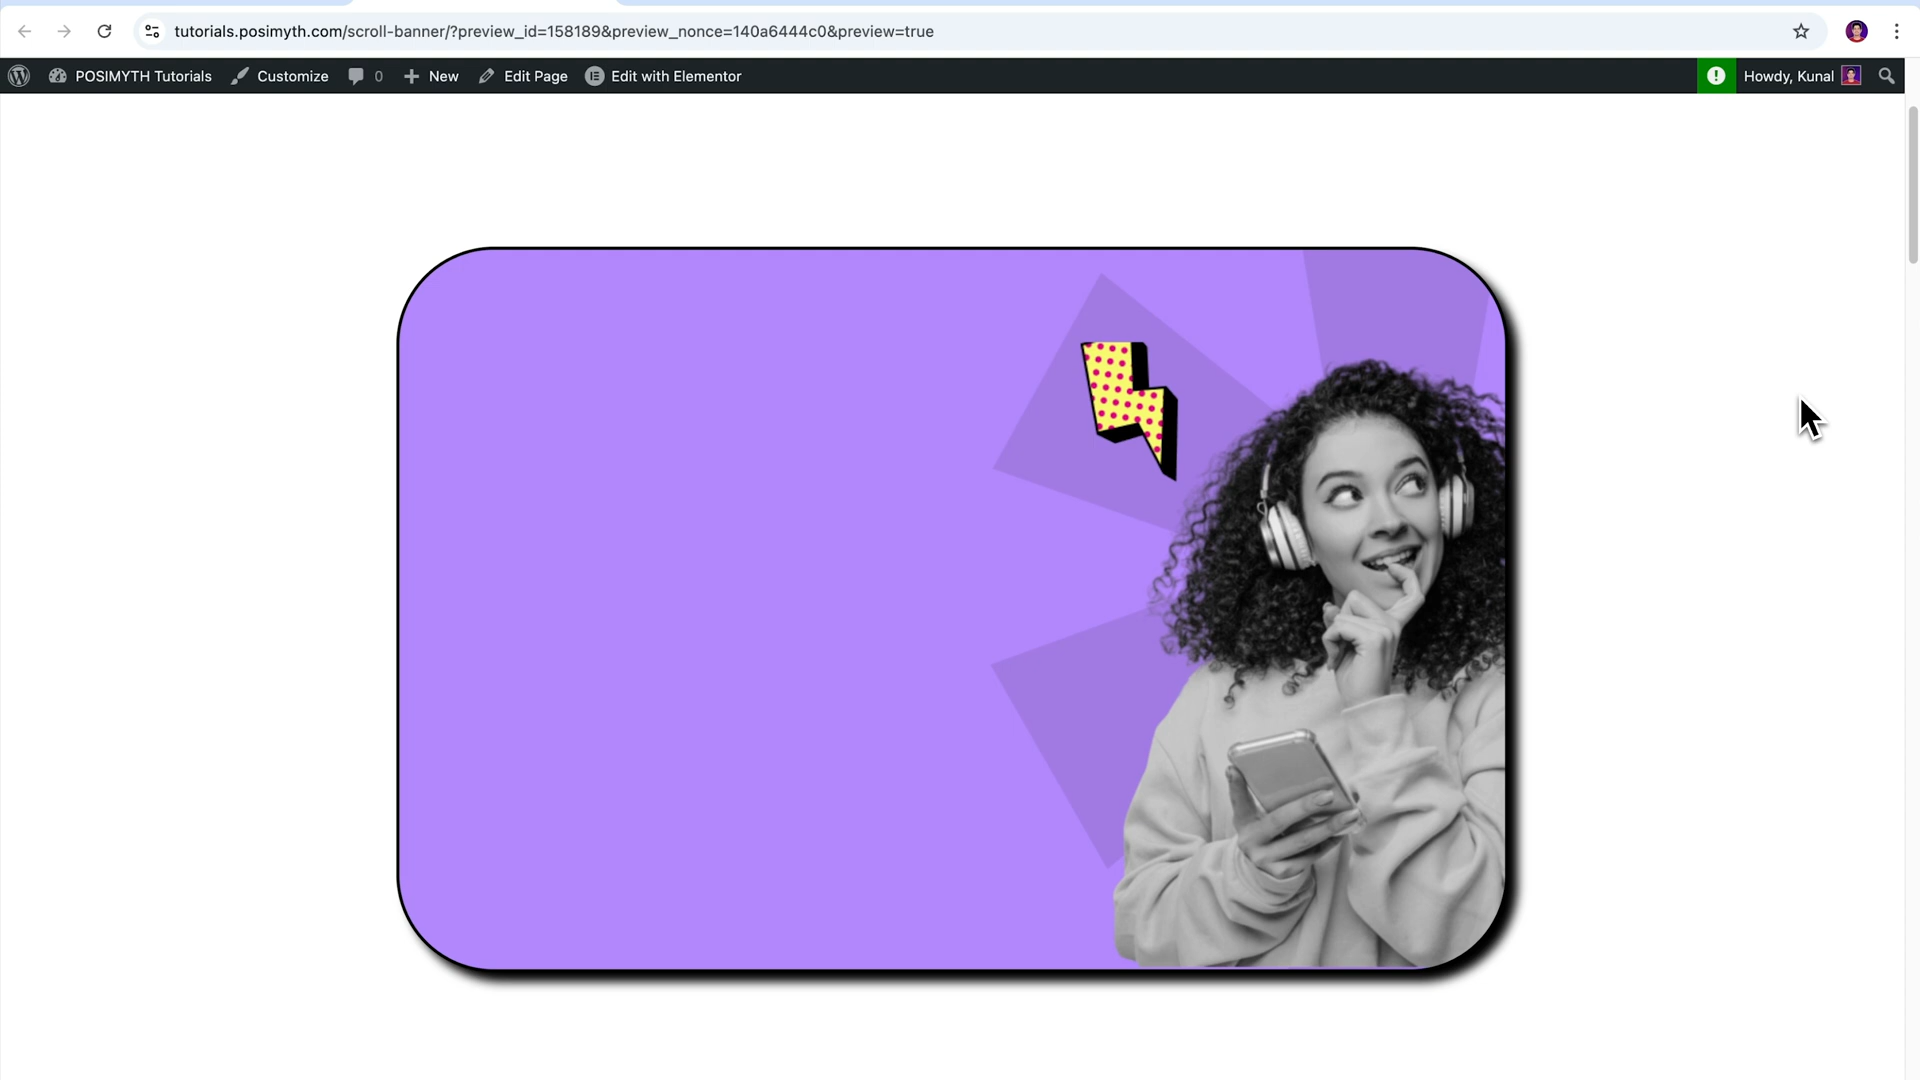 tutorials.posimyth.com/scroll-banner/?preview_id=158189&preview_nonce=140a6444c0&preview=true
POSIMYTH Tutorials Customize 0 New Edit Page Edit with Elementor Howdy, Kunal